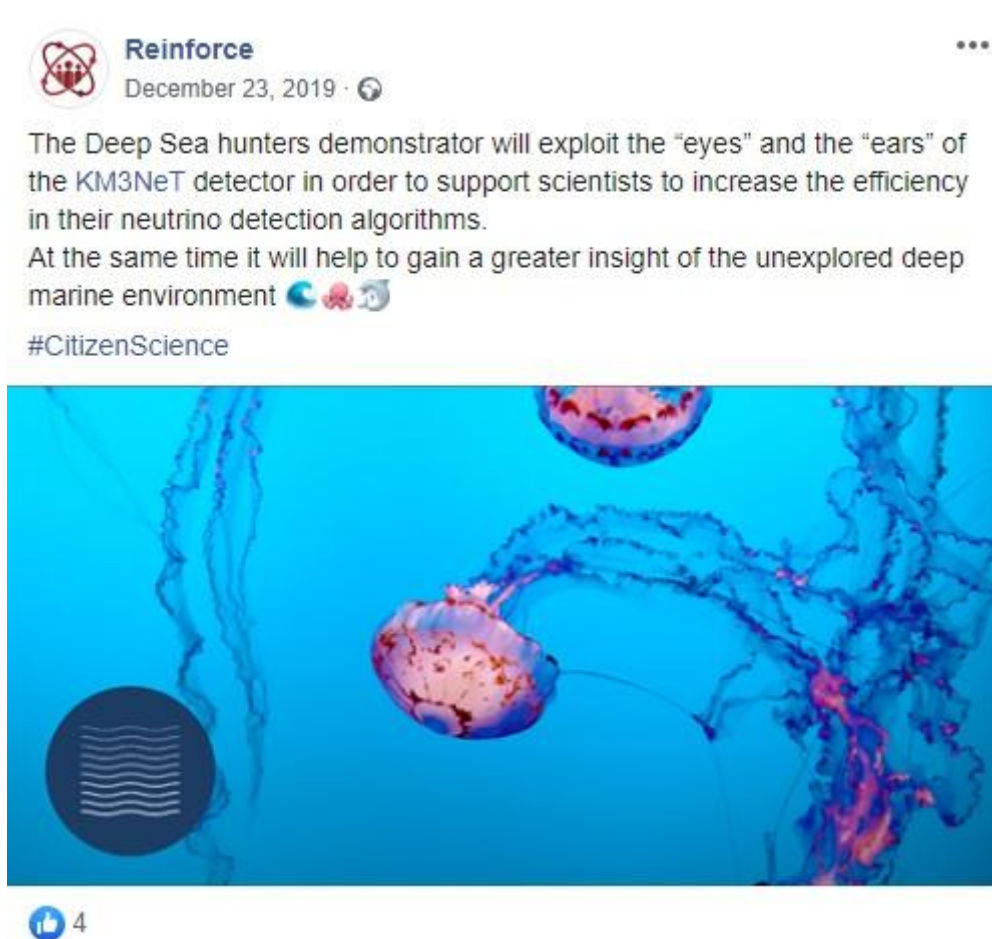 Reinforce
December 23, 2019 ·
The Deep Sea hunters demonstrator will exploit the “eyes” and the “ears” of
the KM3NeT detector in order to support scientists to increase the efficiency
in their neutrino detection algorithms.
At the same time it will help to gain a greater insight of the unexplored deep
marine environment 🌊🐙🐬
#CitizenScience
4